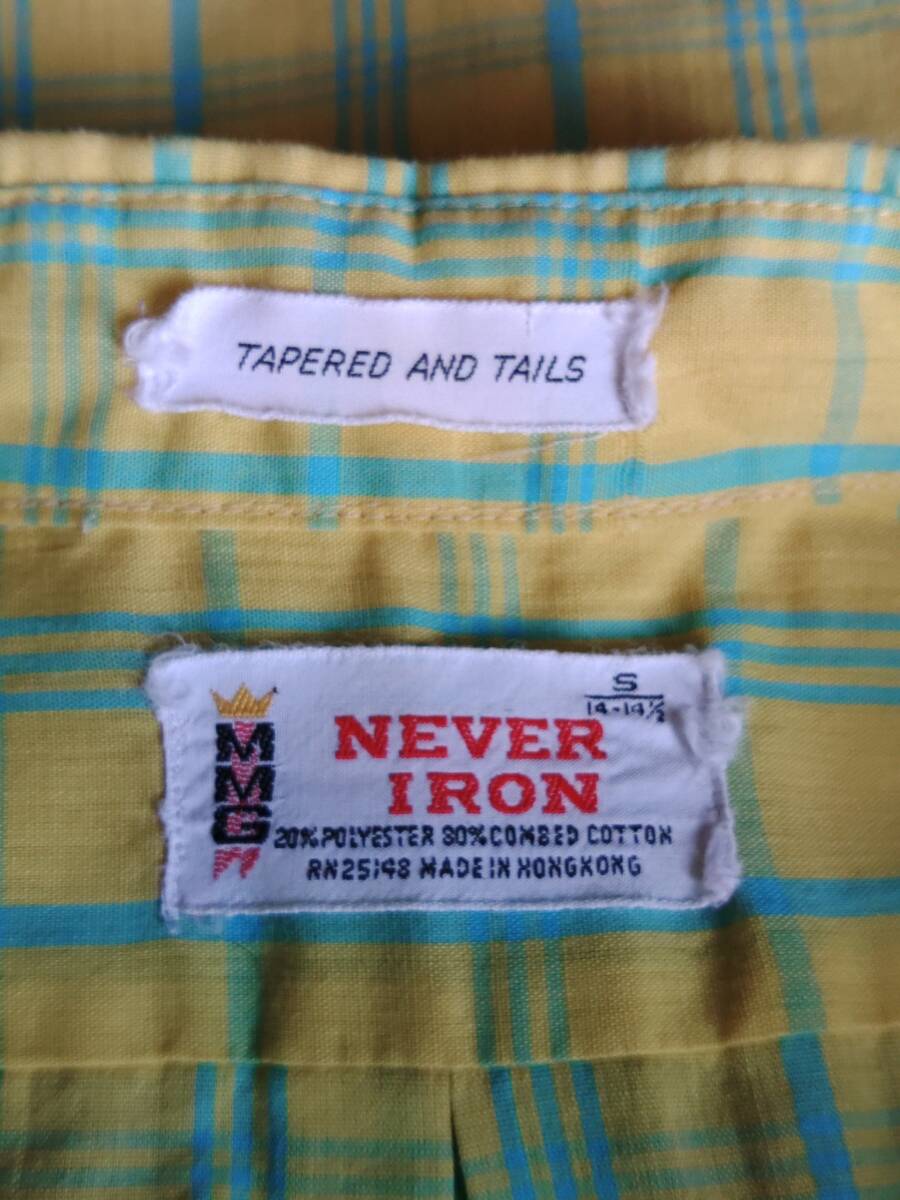 TAPERED AND TAILS
S
14-14½
MMG
NEVER
IRON
20% POLYESTER 80% COMBED COTTON
RN25148 MADE IN HONGKONG